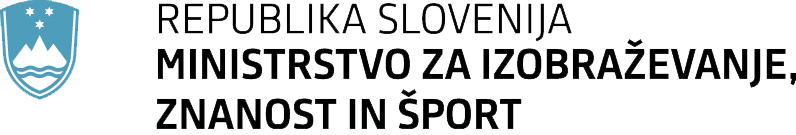 REPUBLIKA SLOVENIJA
MINISTRSTVO ZA IZOBRAŽEVANJE,
ZNANOST IN ŠPORT